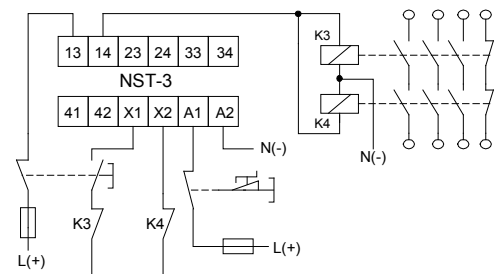 K3
13 14 23 24 33 34
NST-3
K4
41 42 X1 X2 A1 A2
N(-)
N(-)
K3
K4
L(+)
L(+)